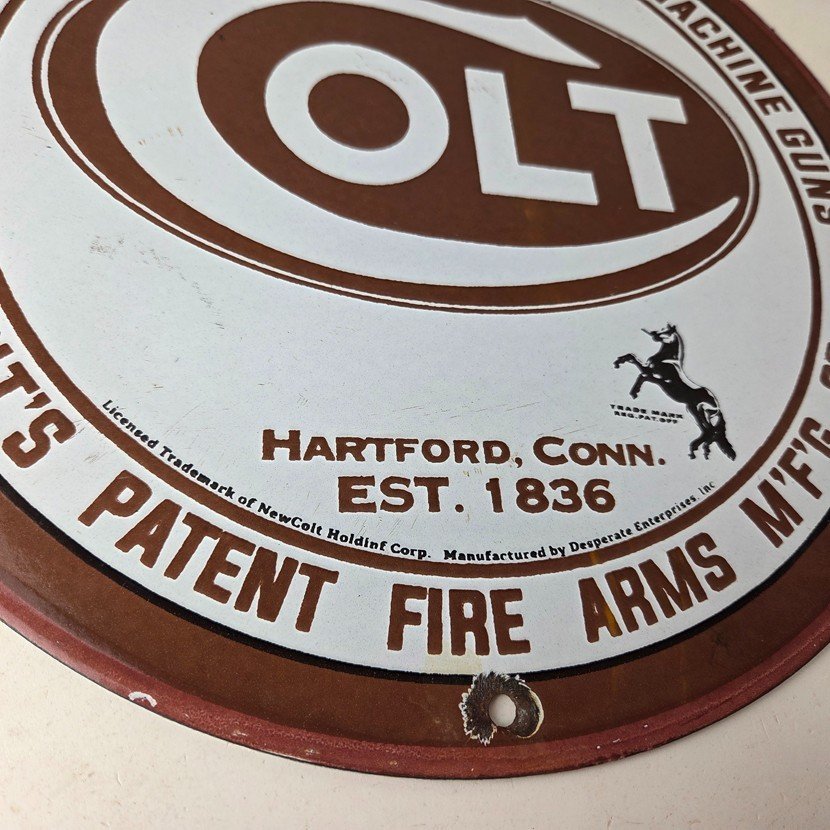 COLT
MACHINE GUNS
TRADE MARK
REG. PAT. OFF
HARTFORD, CONN.
EST. 1836
Licensed Trademark of NewColt Holdinf Corp. Manufactured by Desperate Enterprises, Inc
PATENT FIRE ARMS M'F'G